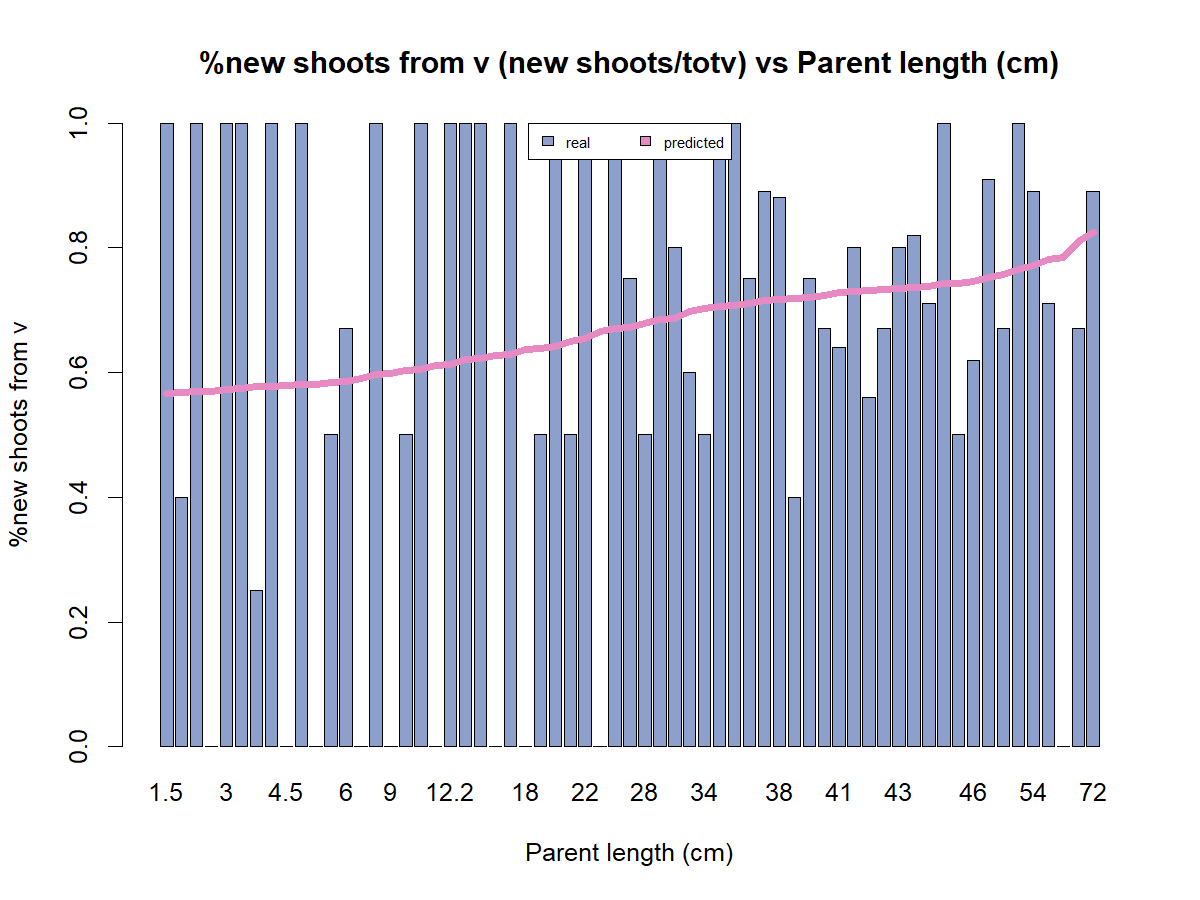 %new shoots from v (new shoots/totv) vs Parent length (cm)
real predicted
%new shoots from v
1.0
0.8
0.6
0.4
0.2
0.0
1.5 3 4.5 6 9 12.2 18 22 28 34 38 41 43 46 54 72
Parent length (cm)